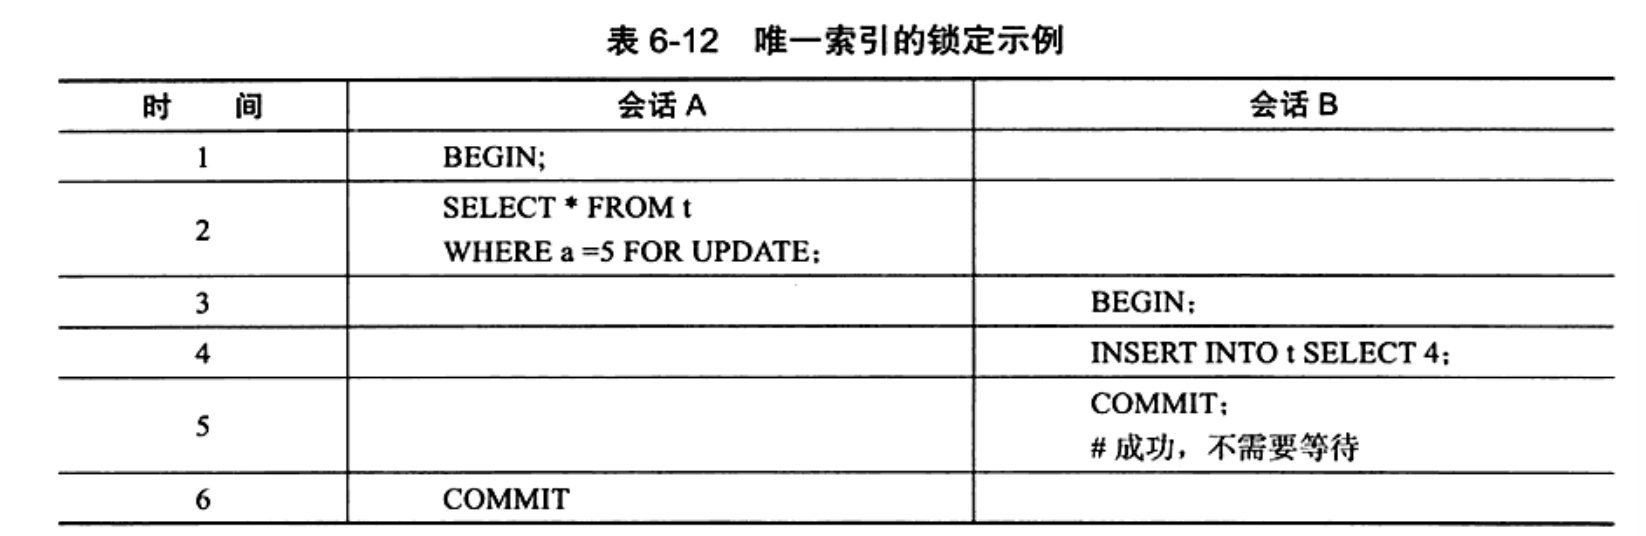 表 6-12 唯一索引的锁定示例
时 间 会话 A 会话 B
1 BEGIN;
2 SELECT * FROM t
WHERE a =5 FOR UPDATE;
3 BEGIN;
4 INSERT INTO t SELECT 4;
5 COMMIT;
# 成功，不需要等待
6 COMMIT